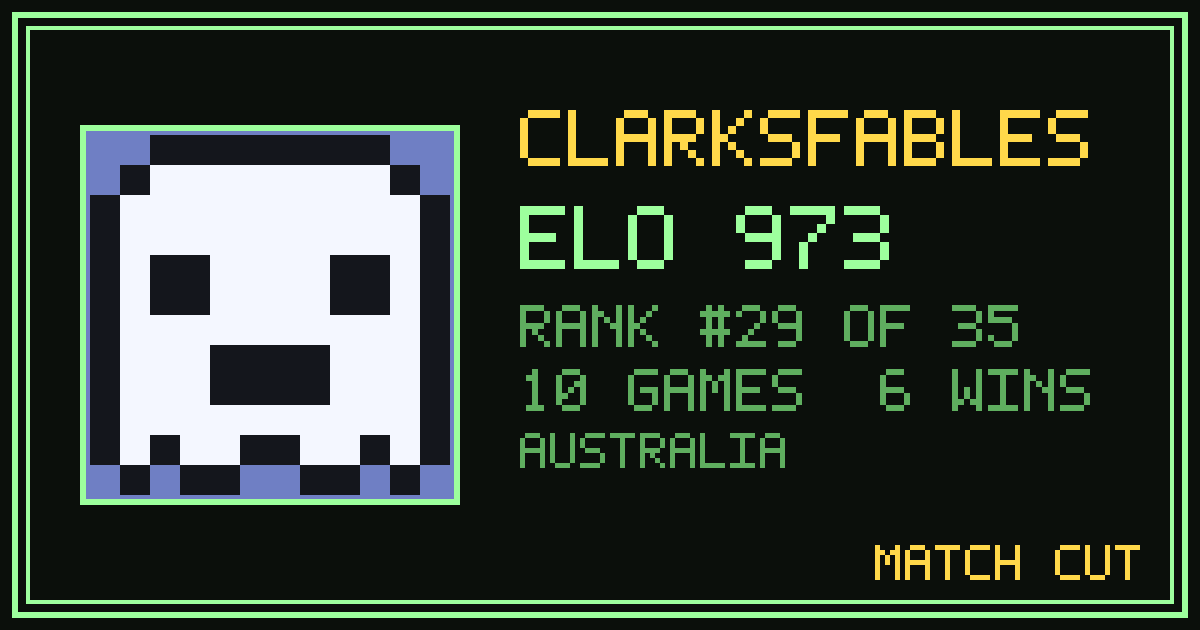 CLARKSFABLES
ELO 973
RANK #29 OF 35
10 GAMES 6 WINS
AUSTRALIA
MATCH CUT